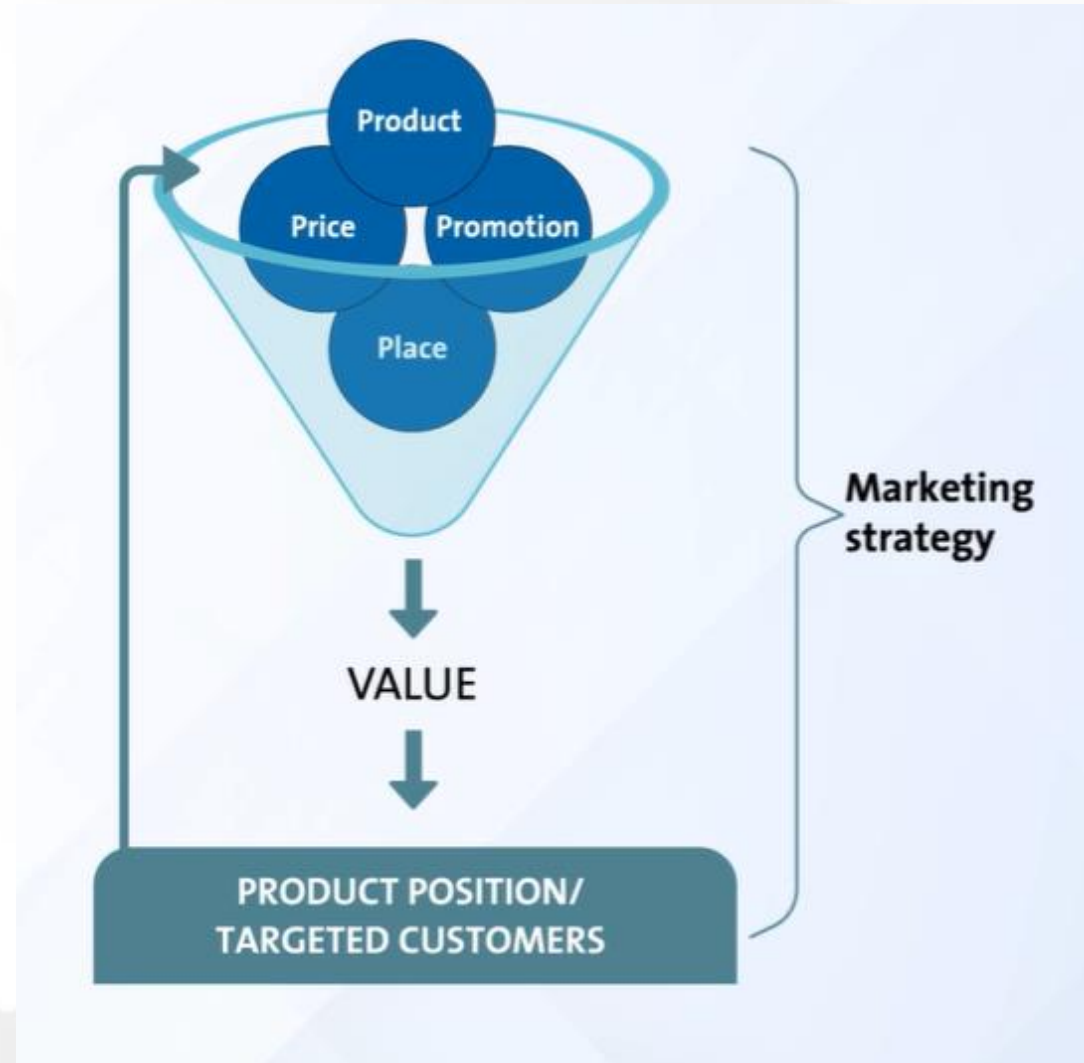 Product
Price
Promotion
Place
Marketing
strategy
VALUE
PRODUCT POSITION/
TARGETED CUSTOMERS